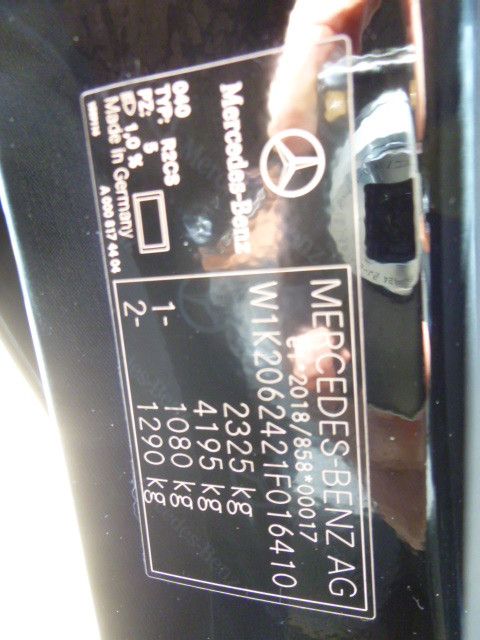 MERCEDES-BENZ AG
e1*2018/858*00017
W1K2062421F016410
2325 kg
4195 kg
1- 1080 kg
2- 1290 kg
Mercedes-Benz
040
TYP: R2CS
PZ: 5
1,0 %
Made in Germany
A 000 817 44 04